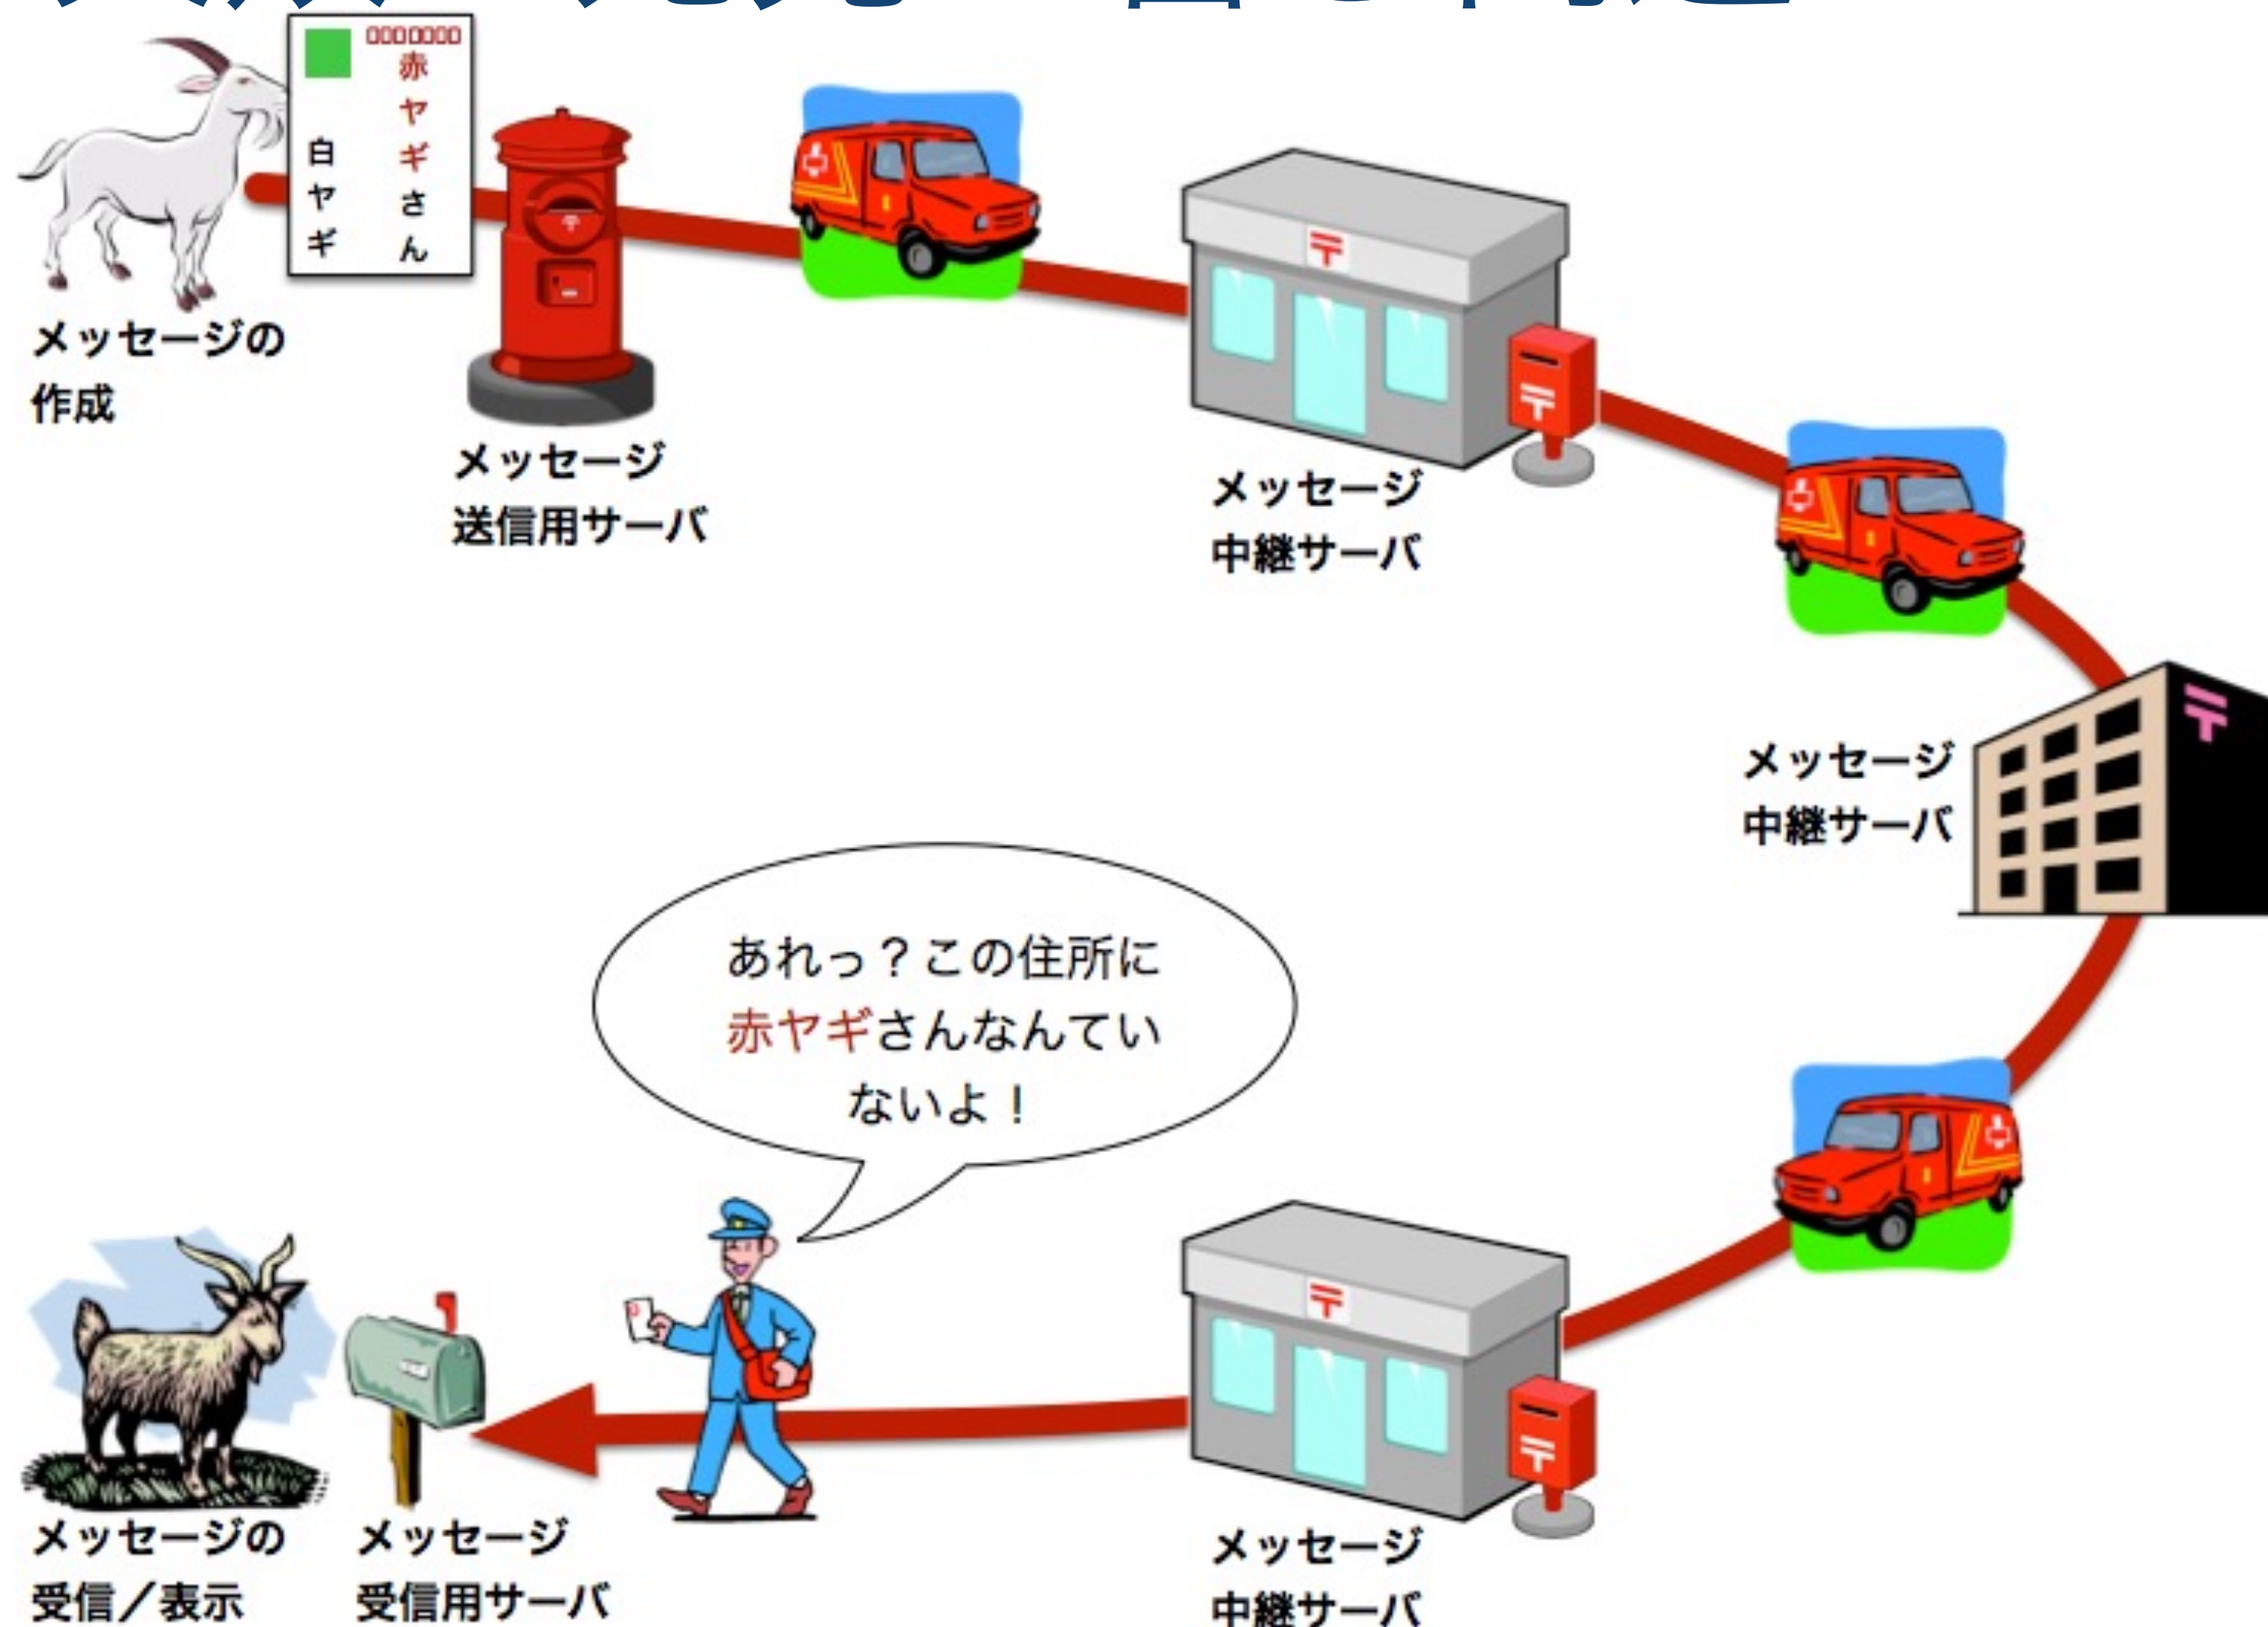 赤ヤギさん
白ヤギ
メッセージの
作成
メッセージ
送信用サーバ
〒
メッセージ
中継サーバ
〒
〒
メッセージ
中継サーバ
あれっ？この住所に
赤ヤギさんなんてい
ないよ！
メッセージの
受信／表示
メッセージ
受信用サーバ
〒
〒
メッセージ
中継サーバ